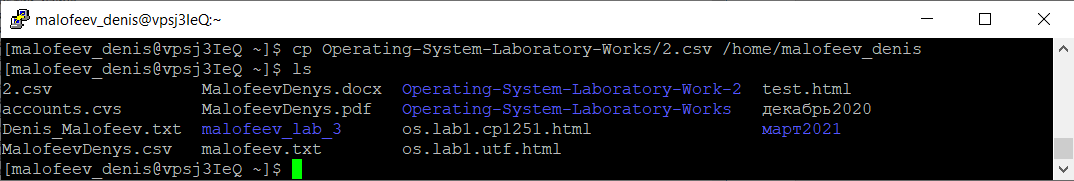 malofeev_denis@vpsj3IeQ:~
[malofeev_denis@vpsj3IeQ ~]$ cp Operating-System-Laboratory-Works/2.csv /home/malofeev_denis
[malofeev_denis@vpsj3IeQ ~]$ ls
2.csv MalofeevDenys.docx Operating-System-Laboratory-Work-2 test.html
accounts.cvs MalofeevDenys.pdf Operating-System-Laboratory-Works декабрь2020
Denis_Malofeev.txt malofeev_lab_3 os.lab1.cp1251.html март2021
MalofeevDenys.csv malofeev.txt os.lab1.utf.html
[malofeev_denis@vpsj3IeQ ~]$